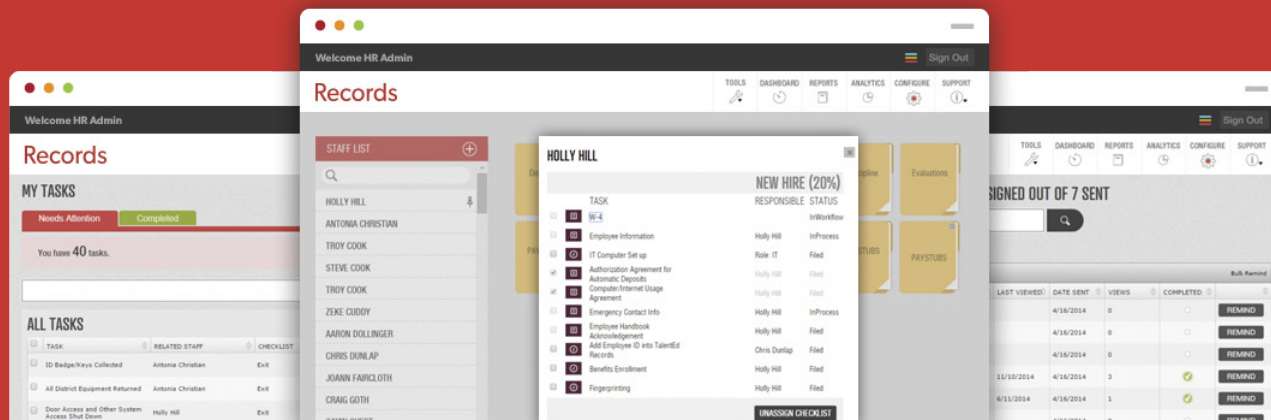 Welcome HR Admin
Sign Out
Records
TOOLS DASHBOARD REPORTS ANALYTICS CONFIGURE SUPPORT
STAFF LIST
HOLLY HILL
ANTONIA CHRISTIAN
TROY COOK
STEVE COOK
TROY COOK
ZEKE CUDDY
AARON DOLLINGER
CHRIS DUNLAP
JOANN FAIRCLOTH
CRAIG GOTH
Evaluations
PAYSTUBS
HOLLY HILL
NEW HIRE (20%)
TASK RESPONSIBLE STATUS
W-4 InWorkflow
Employee Information Holly Hill InProcess
IT Computer Set up Role: IT Filed
Authorization Agreement for
Automatic Deposits Holly Hill Filed
Computer/Internet Usage
Agreement Holly Hill Filed
Emergency Contact Info Holly Hill InProcess
Employee Handbook
Acknowledgement Holly Hill Filed
Add Employee ID into TalentEd
Records Chris Dunlap Filed
Benefits Enrollment Holly Hill Filed
Fingerprinting Holly Hill Filed
UNASSIGN CHECKLIST
Welcome HR Admin
Records
MY TASKS
Needs Attention Completed
You have 40 tasks.
ALL TASKS
TASK RELATED STAFF CHECKLIST
ID Badge/Keys Collected Antonia Christian Exit
All District Equipment Returned Antonia Christian Exit
Door Access and Other System
Access Shut Down Holly Hill Exit
Sign Out
TOOLS DASHBOARD REPORTS ANALYTICS CONFIGURE SUPPORT
SIGNED OUT OF 7 SENT
Bulk Remind
LAST VIEWED DATE SENT VIEWS COMPLETED
4/16/2014 0 REMIND
4/16/2014 0 REMIND
4/16/2014 0 REMIND
11/10/2014 4/16/2014 3 REMIND
6/11/2014 4/16/2014 1 REMIND